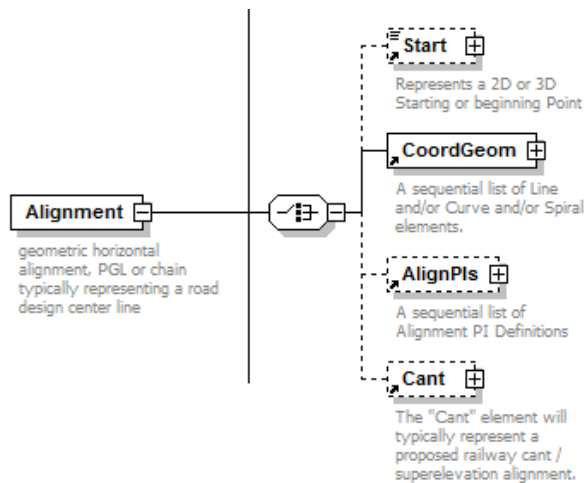 Start
Represents a 2D or 3D
Starting or beginning Point
CoordGeom
A sequential list of Line
and/or Curve and/or Spiral
elements.
Alignment
geometric horizontal
alignment, PGL or chain
typically representing a road
design center line
AlignPIs
A sequential list of
Alignment PI Definitions
Cant
The "Cant" element will
typically represent a
proposed railway cant /
superelevation alignment.